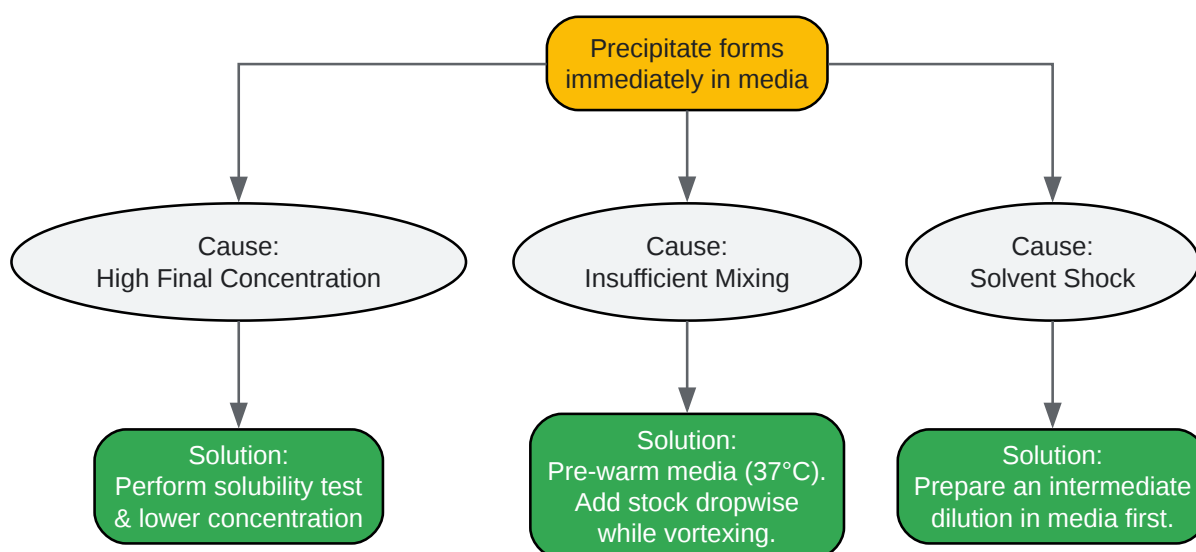 Precipitate forms
immediately in media
Cause:
High Final Concentration
Cause:
Insufficient Mixing
Cause:
Solvent Shock
Solution:
Perform solubility test
& lower concentration
Solution:
Pre-warm media (37°C).
Add stock dropwise
while vortexing.
Solution:
Prepare an intermediate
dilution in media first.